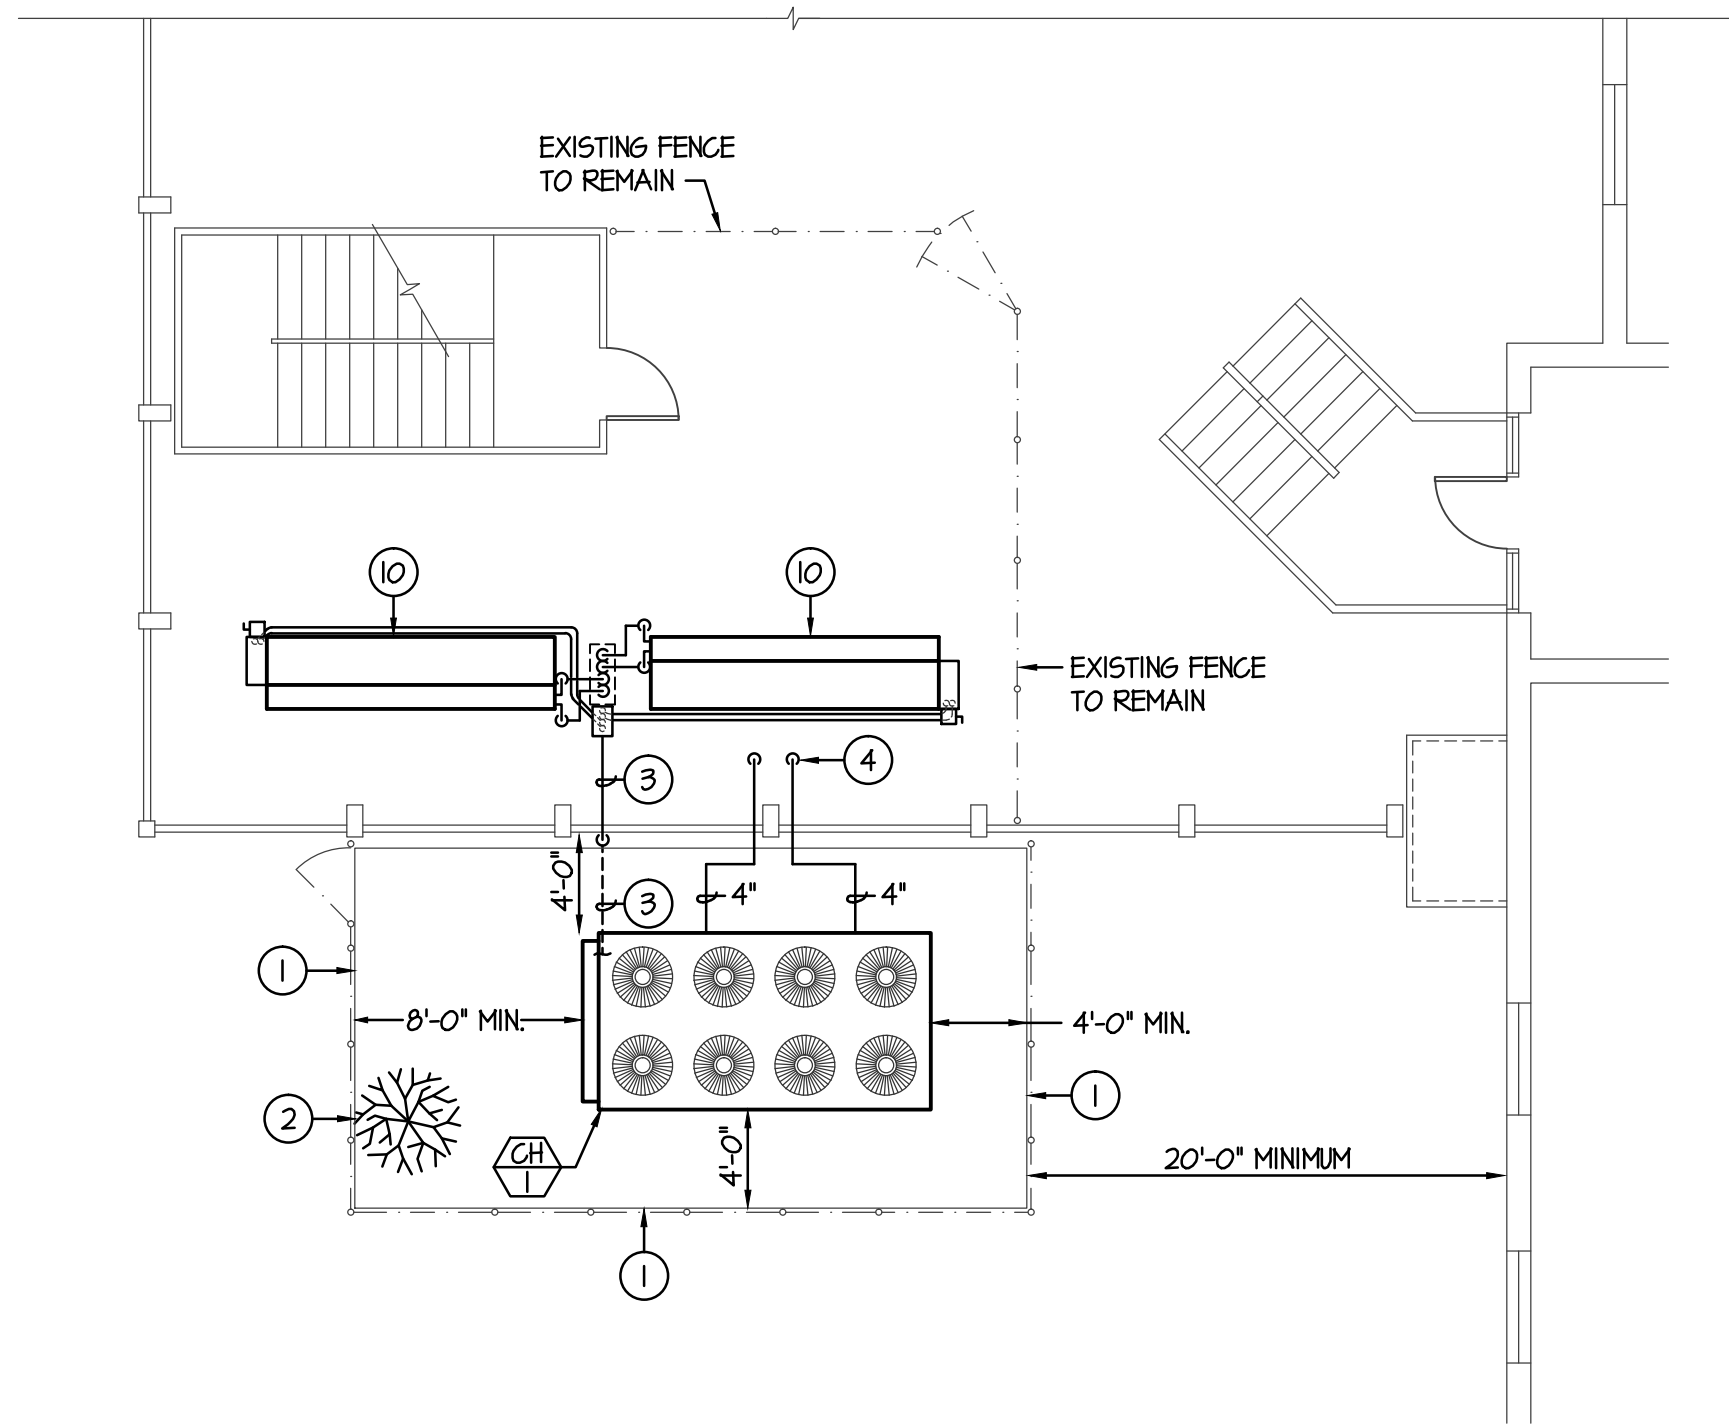 EXISTING FENCE
TO REMAIN
10
10
EXISTING FENCE
TO REMAIN
4
3
4'-0"
3
4"
4"
1
8'-0" MIN.
4'-0" MIN.
1
2
CH
1
4'-0"
20'-0" MINIMUM
1